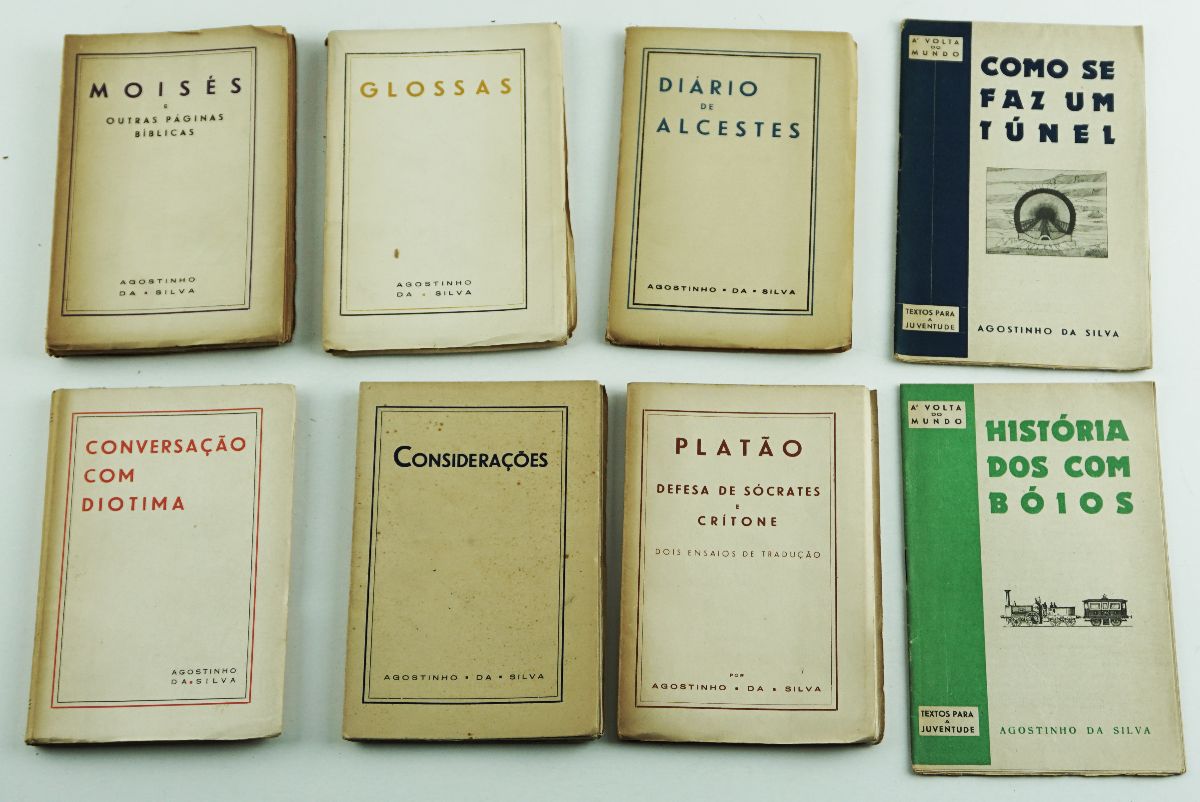 MOISÉS
E
OUTRAS PÁGINAS
BÍBLICAS
AGOSTINHO
DA • SILVA
GLOSSAS
AGOSTINHO
DA • SILVA
DIÁRIO
DE
ALCESTES
AGOSTINHO • DA • SILVA
A' VOLTA
DO
MUNDO
COMO SE
FAZ UM
TÚNEL
TEXTOS PARA
A
JUVENTUDE
AGOSTINHO DA SILVA
CONVERSAÇÃO
COM
DIOTIMA
AGOSTINHO
DA • SILVA
CONSIDERAÇÕES
AGOSTINHO • DA • SILVA
PLATÃO
DEFESA DE SÓCRATES
E
CRÍTONE
DOIS ENSAIOS DE TRADUÇÃO
POR
AGOSTINHO • DA • SILVA
A' VOLTA
DO
MUNDO
HISTÓRIA
DOS COM
BÓIOS
TEXTOS PARA
A
JUVENTUDE
AGOSTINHO DA SILVA